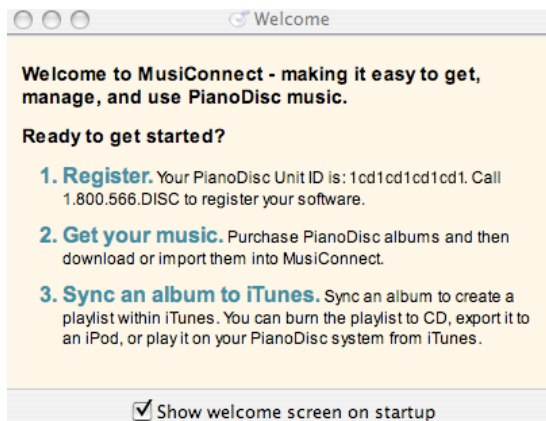 Welcome
Welcome to MusiConnect - making it easy to get,
manage, and use PianoDisc music.
Ready to get started?
1. Register. Your PianoDisc Unit ID is: 1cd1cd1cd1cd1. Call
1.800.566.DISC to register your software.
2. Get your music. Purchase PianoDisc albums and then
download or import them into MusiConnect.
3. Sync an album to iTunes. Sync an album to create a
playlist within iTunes. You can burn the playlist to CD, export it to
an iPod, or play it on your PianoDisc system from iTunes.
Show welcome screen on startup